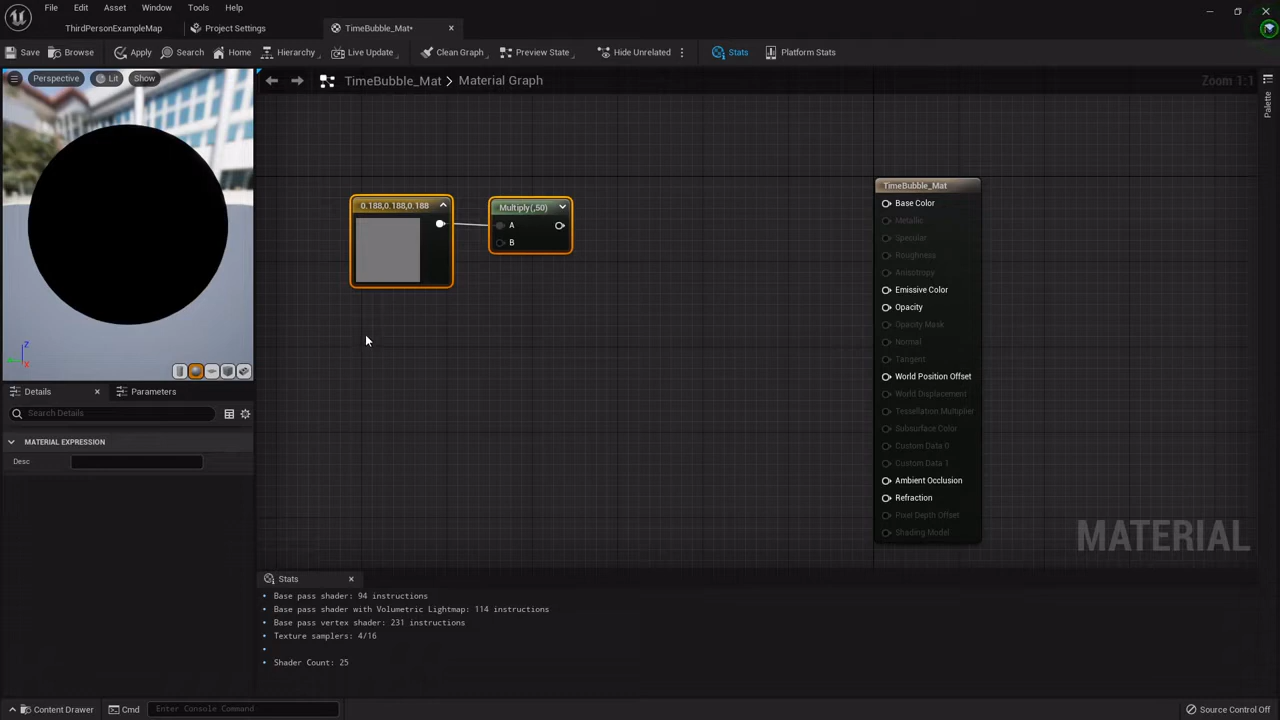 File Edit Asset Window Tools Help
ThirdPersonExampleMap Project Settings TimeBubble_Mat*
Save Browse Apply Search Home Hierarchy Live Update Clean Graph Preview State Hide Unrelated Stats Platform Stats
Perspective Lit Show
TimeBubble_Mat > Material Graph
Zoom 1:1
Palette
0.188,0.188,0.188
Multiply(,50)
A
B
TimeBubble_Mat
Base Color
Metallic
Specular
Roughness
Anisotropy
Emissive Color
Opacity
Opacity Mask
Normal
Tangent
World Position Offset
World Displacement
Tessellation Multiplier
Subsurface Color
Custom Data 0
Custom Data 1
Ambient Occlusion
Refraction
Pixel Depth Offset
Shading Model
MATERIAL
Z
X
Details Parameters
Search Details
MATERIAL EXPRESSION
Desc
Stats
Base pass shader: 94 instructions
Base pass shader with Volumetric Lightmap: 114 instructions
Base pass vertex shader: 231 instructions
Texture samplers: 4/16
Shader Count: 25
Content Drawer Cmd Enter Console Command Source Control Off